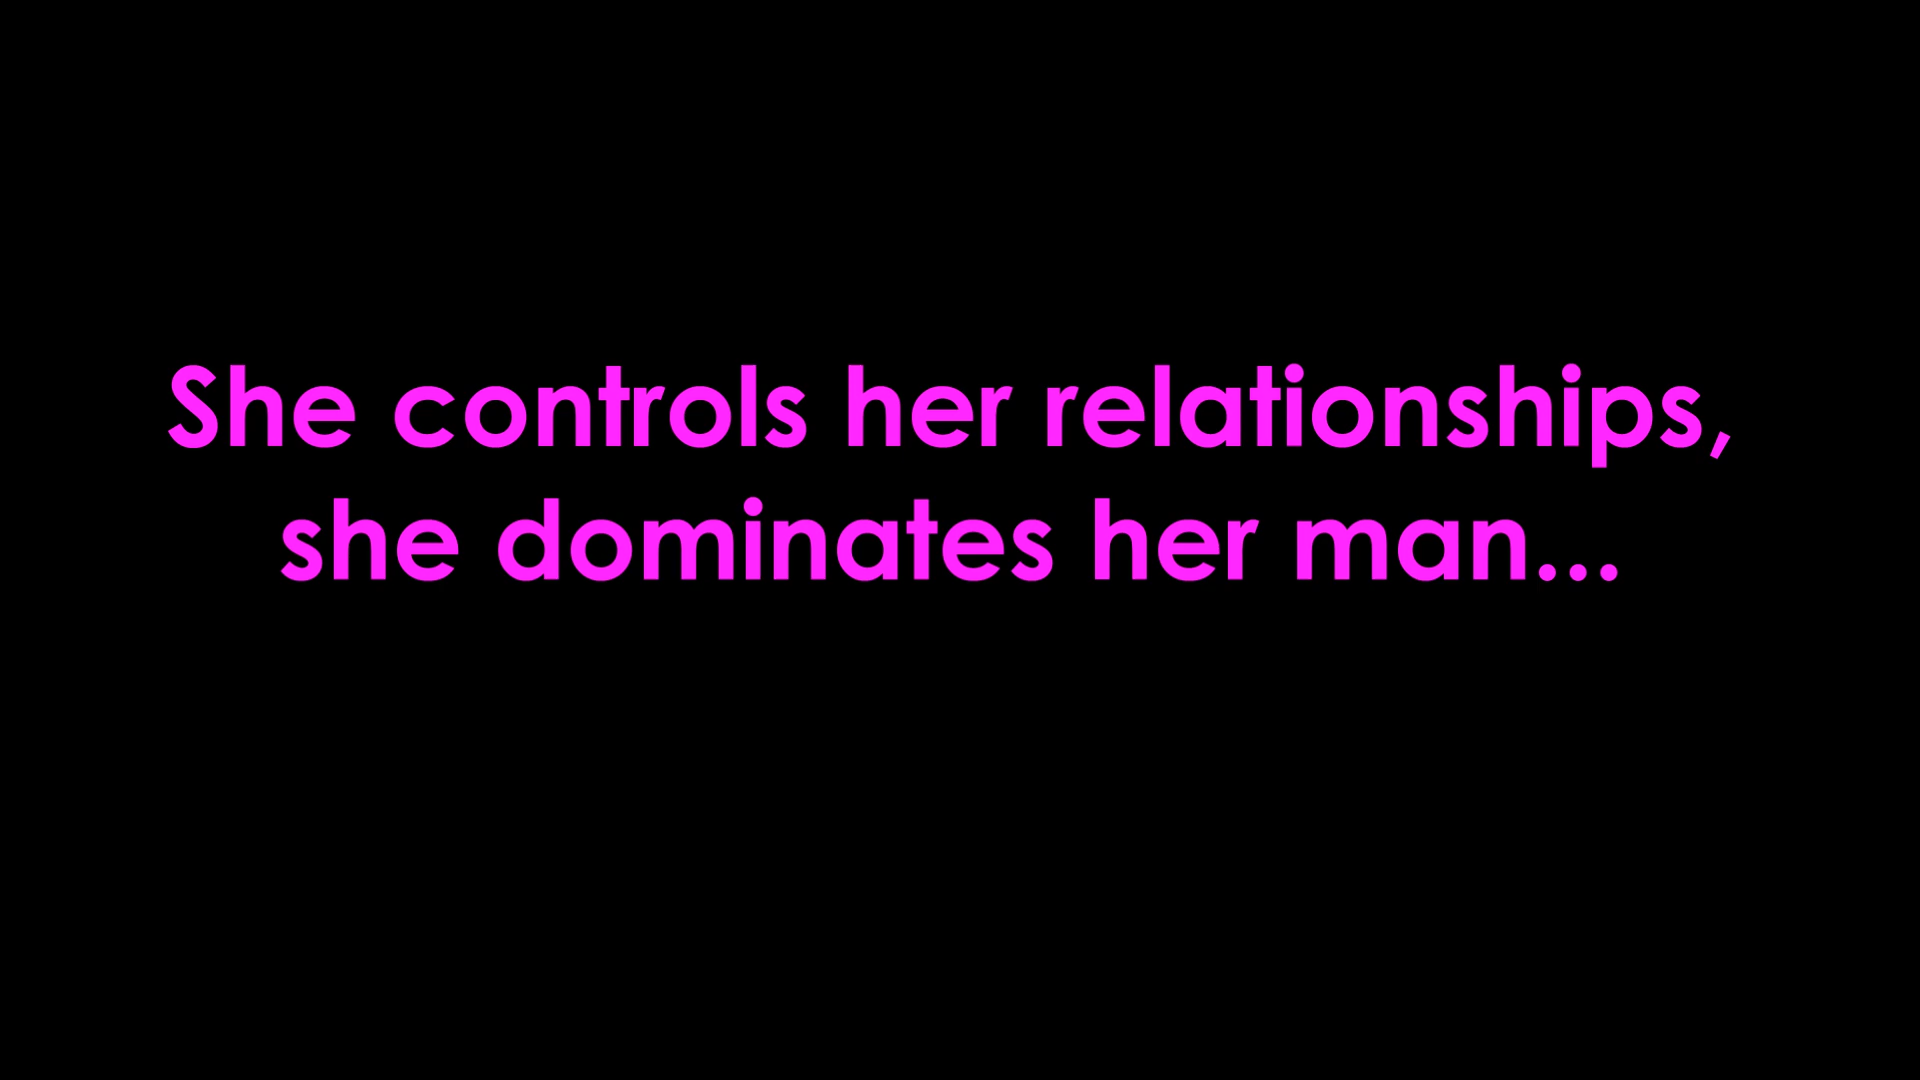 She controls her relationships,
she dominates her man...